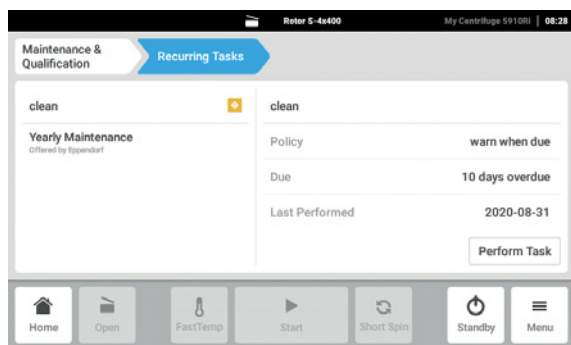 Rotor S-4x400
My Centrifuge 5910Ri | 08:28
Maintenance &
Qualification
Recurring Tasks
clean
Yearly Maintenance
Offered by Eppendorf
clean
Policy
warn when due
Due
10 days overdue
Last Performed
2020-08-31
Perform Task
Home
Open
FastTemp
Start
Short Spin
Standby
Menu